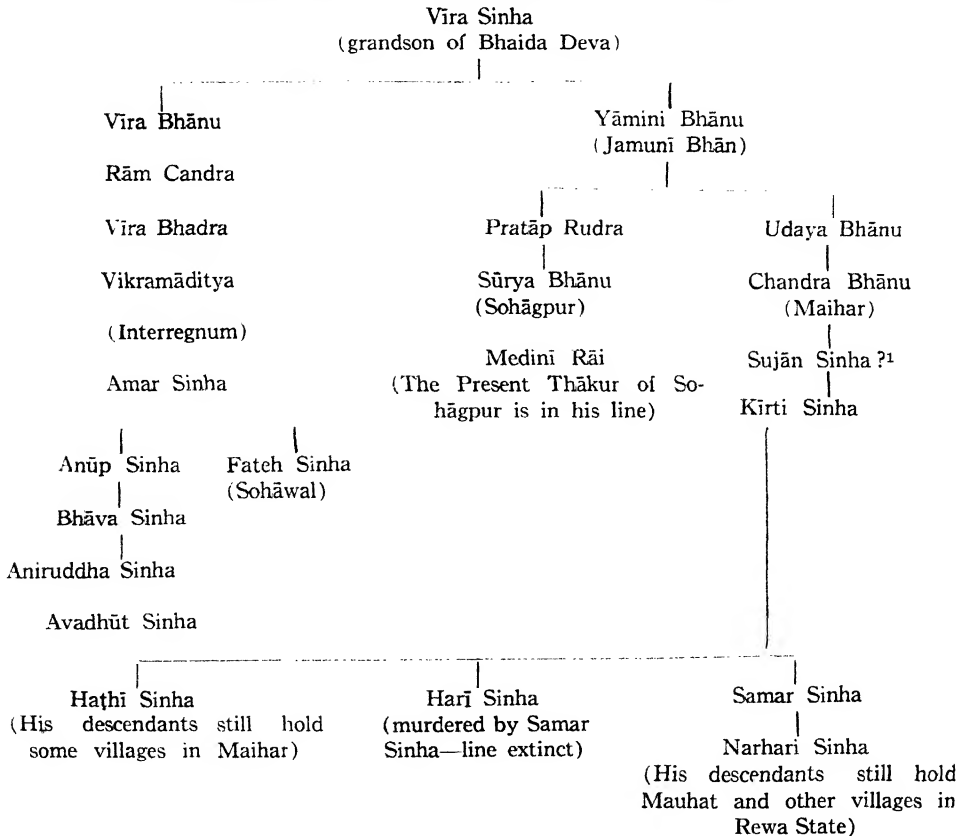 Vīra Sinha
(grandson of Bhaida Deva)
Vīra Bhānu
Yāmini Bhānu
(Jamunī Bhān)
Rām Candra
Vīra Bhadra
Pratāp Rudra
Udaya Bhānu
Vikramāditya
Sûrya Bhānu
(Sohāgpur)
Chandra Bhānu
(Maihar)
(Interregnum)
Medinī Rāi
(The Present Thākur of So-
hāgpur is in his line)
Sujān Sinha ?¹
Amar Sinha
Kīrti Sinha
Anūp Sinha
Fateh Sinha
(Sohāwal)
Bhāva Sinha
Aniruddha Sinha
Avadhūt Sinha
Haṭhī Sinha
(His descendants still hold
some villages in Maihar)
Harī Sinha
(murdered by Samar
Sinha—line extinct)
Samar Sinha
Narhari Sinha
(His descendants still hold
Mauhat and other villages in
Rewa State)